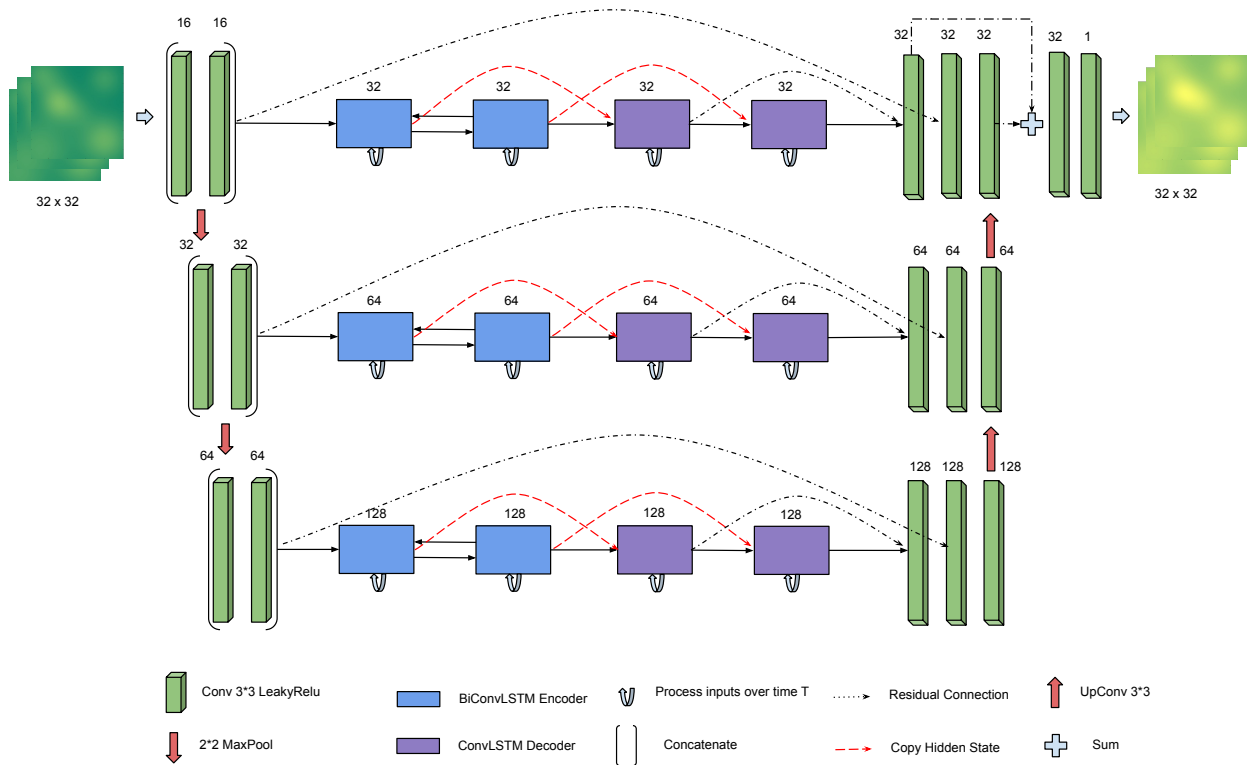 16 16
32 32 32 32
32 32 32 32 1
32 x 32
32 x 32
32 32
64 64 64 64
64 64 64
64 64
128 128 128 128
128 128 128
Conv 3*3 LeakyRelu
BiConvLSTM Encoder
Process inputs over time T
Residual Connection
UpConv 3*3
2*2 MaxPool
ConvLSTM Decoder
Concatenate
Copy Hidden State
Sum